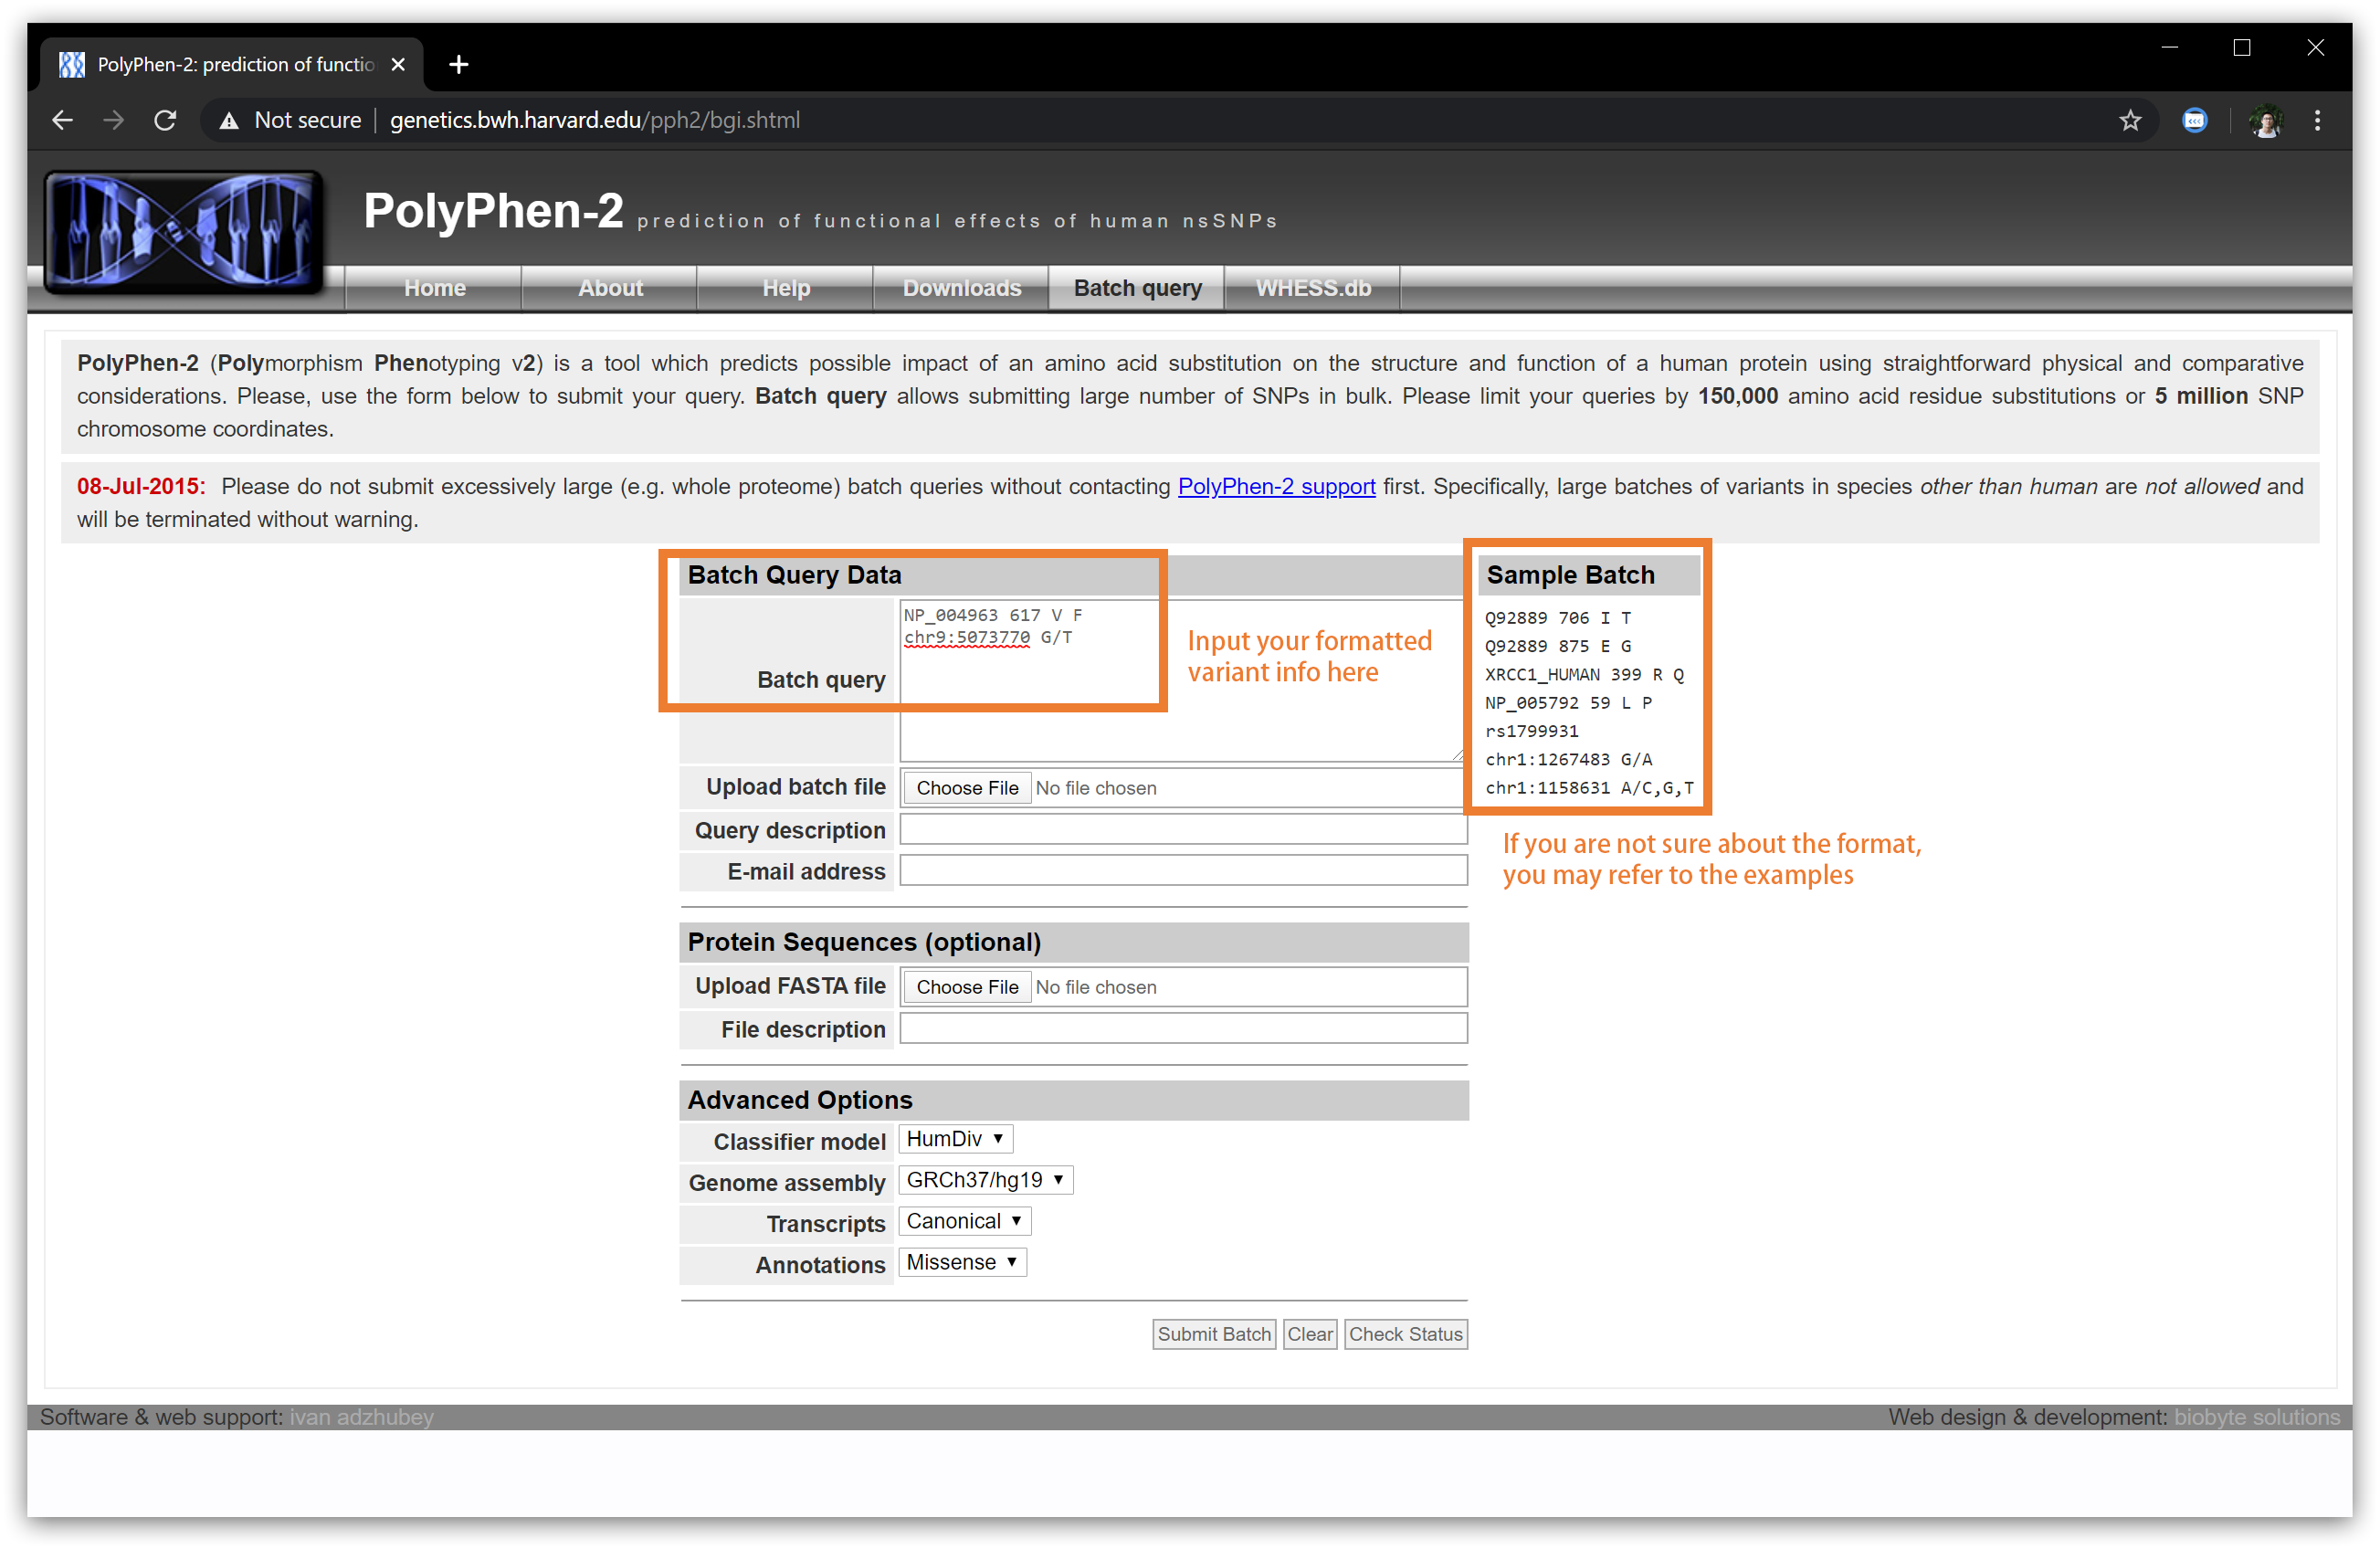 PolyPhen-2: prediction of functio
Not secure | genetics.bwh.harvard.edu/pph2/bgi.shtml
PolyPhen-2 prediction of functional effects of human nsSNPs
Home About Help Downloads Batch query WHESS.db
PolyPhen-2 (Polymorphism Phenotyping v2) is a tool which predicts possible impact of an amino acid substitution on the structure and function of a human protein using straightforward physical and comparative
considerations. Please, use the form below to submit your query. Batch query allows submitting large number of SNPs in bulk. Please limit your queries by 150,000 amino acid residue substitutions or 5 million SNP
chromosome coordinates.
08-Jul-2015: Please do not submit excessively large (e.g. whole proteome) batch queries without contacting PolyPhen-2 support first. Specifically, large batches of variants in species other than human are not allowed and
will be terminated without warning.
Batch Query Data
Batch query
NP_004963 617 V F
chr9:5073770 G/T
Input your formatted
variant info here
Sample Batch
Q92889 706 I T
Q92889 875 E G
XRCC1_HUMAN 399 R Q
NP_005792 59 L P
rs1799931
chr1:1267483 G/A
chr1:1158631 A/C,G,T
If you are not sure about the format,
you may refer to the examples
Upload batch file Choose File No file chosen
Query description
E-mail address
Protein Sequences (optional)
Upload FASTA file Choose File No file chosen
File description
Advanced Options
Classifier model HumDiv
Genome assembly GRCh37/hg19
Transcripts Canonical
Annotations Missense
Submit Batch Clear Check Status
Software & web support: ivan adzhubey
Web design & development: biobyte solutions